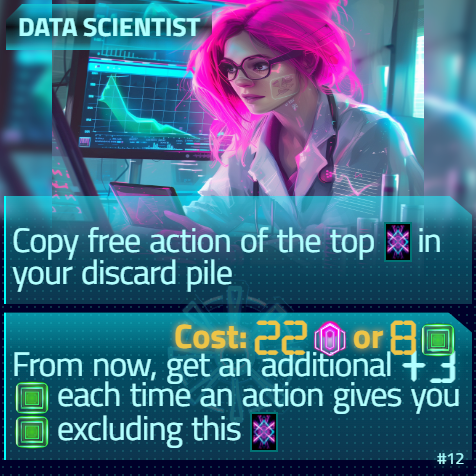 DATA SCIENTIST
Copy free action of the top in
your discard pile
Cost: 22 or 8
From now, get an additional +3
each time an action gives you
excluding this
#12